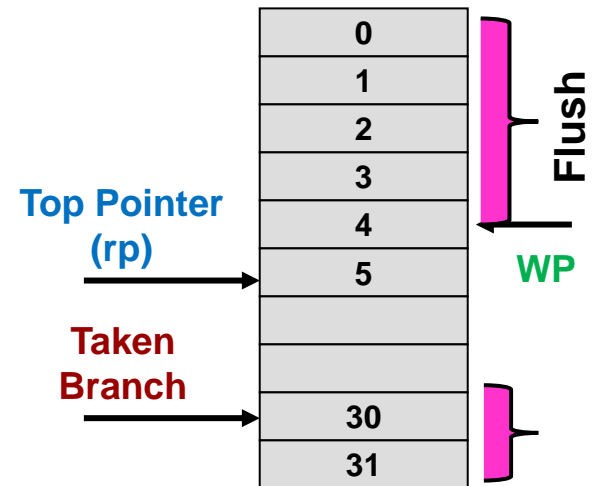 0
1
2
3
4
5
30
31
Top Pointer
(rp)
Taken
Branch
Flush
WP